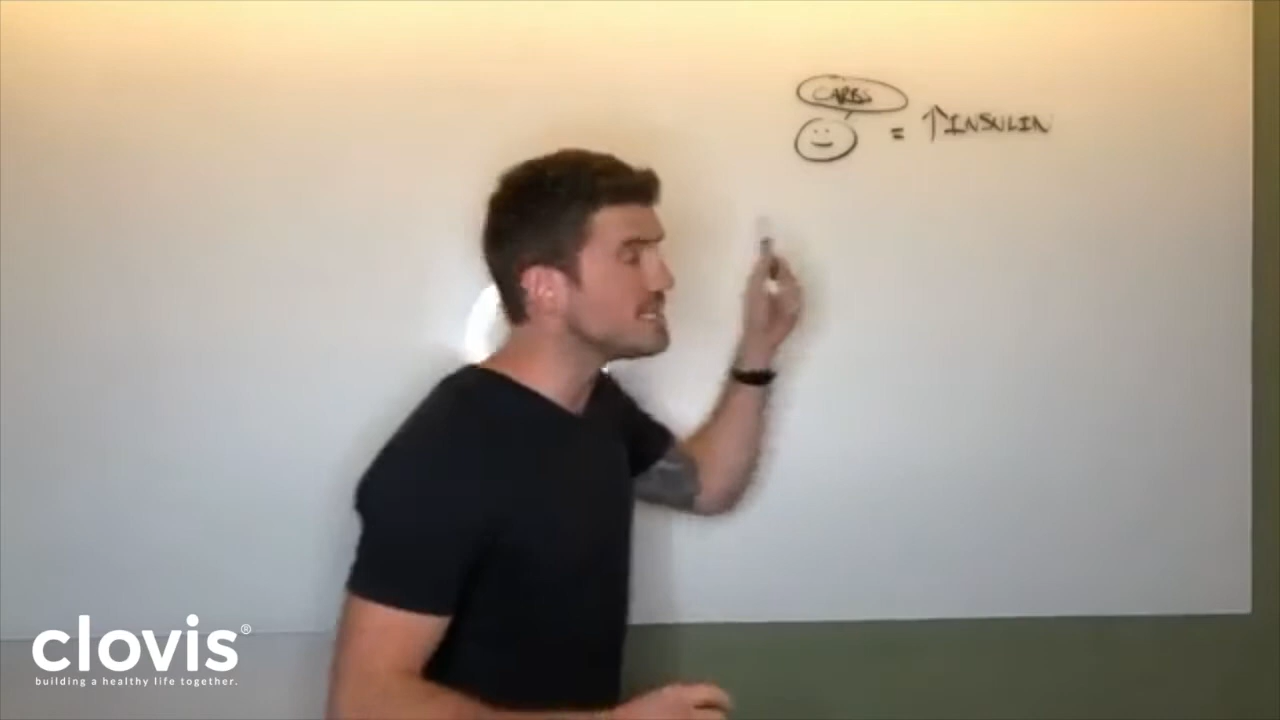 CARBS
= ↑INSULIN
clovis®
building a healthy life together.